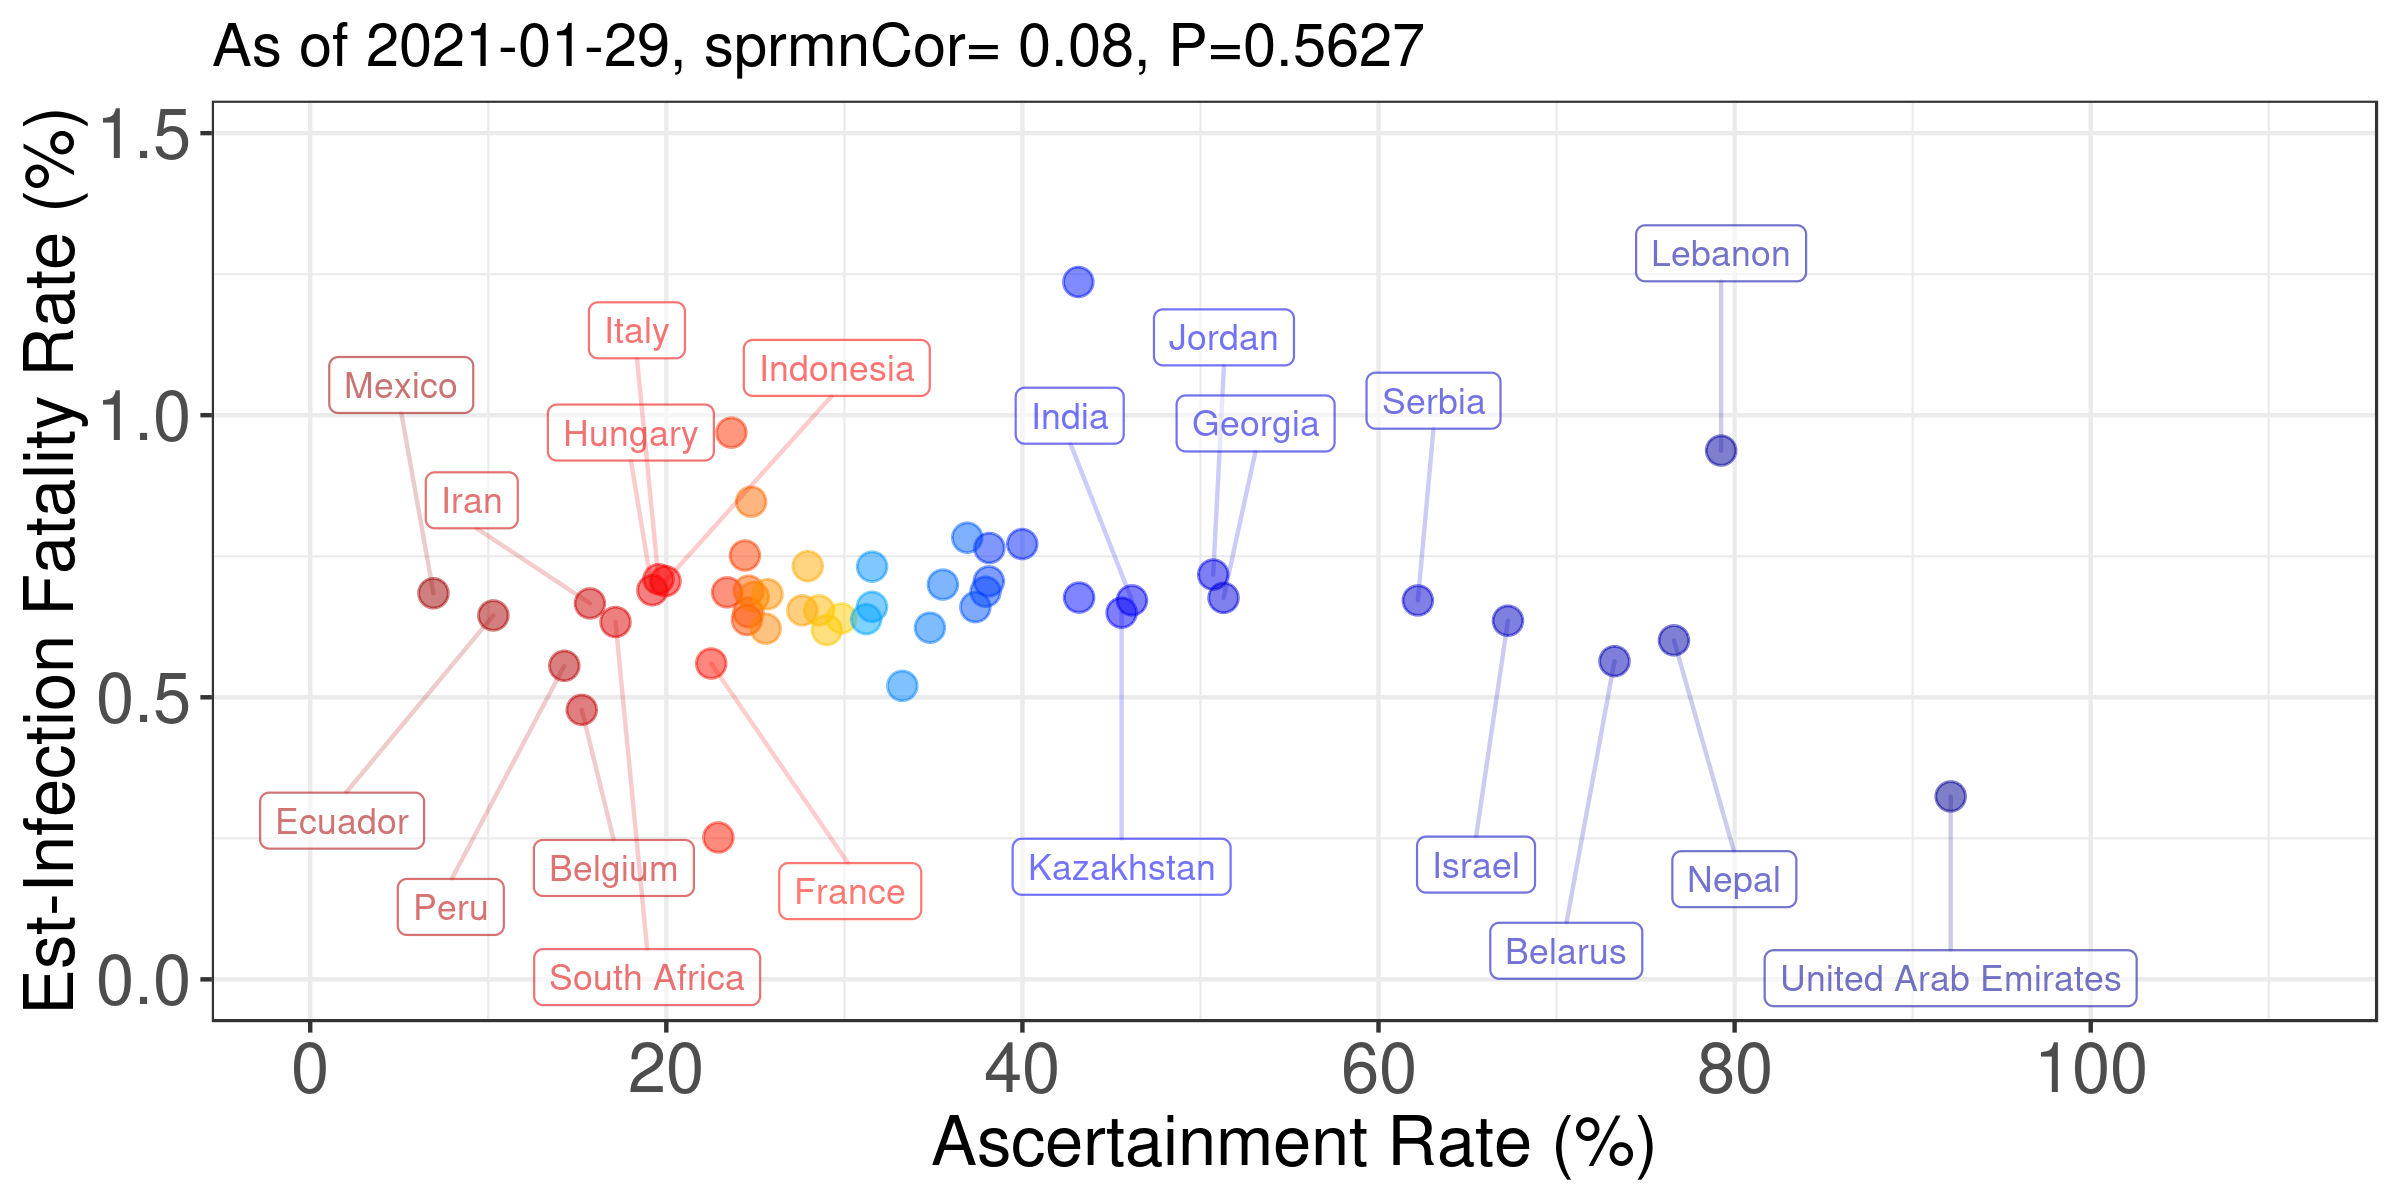 As of 2021-01-29, sprmnCor= 0.08, P=0.5627
Est-Infection Fatality Rate (%)
1.5
1.0
0.5
0.0
Lebanon
Italy
Jordan
Indonesia
Mexico
Serbia
India
Georgia
Hungary
Iran
Ecuador
Belgium
Kazakhstan
Israel
Nepal
France
Peru
Belarus
South Africa
United Arab Emirates
0
20
40
60
80
100
Ascertainment Rate (%)